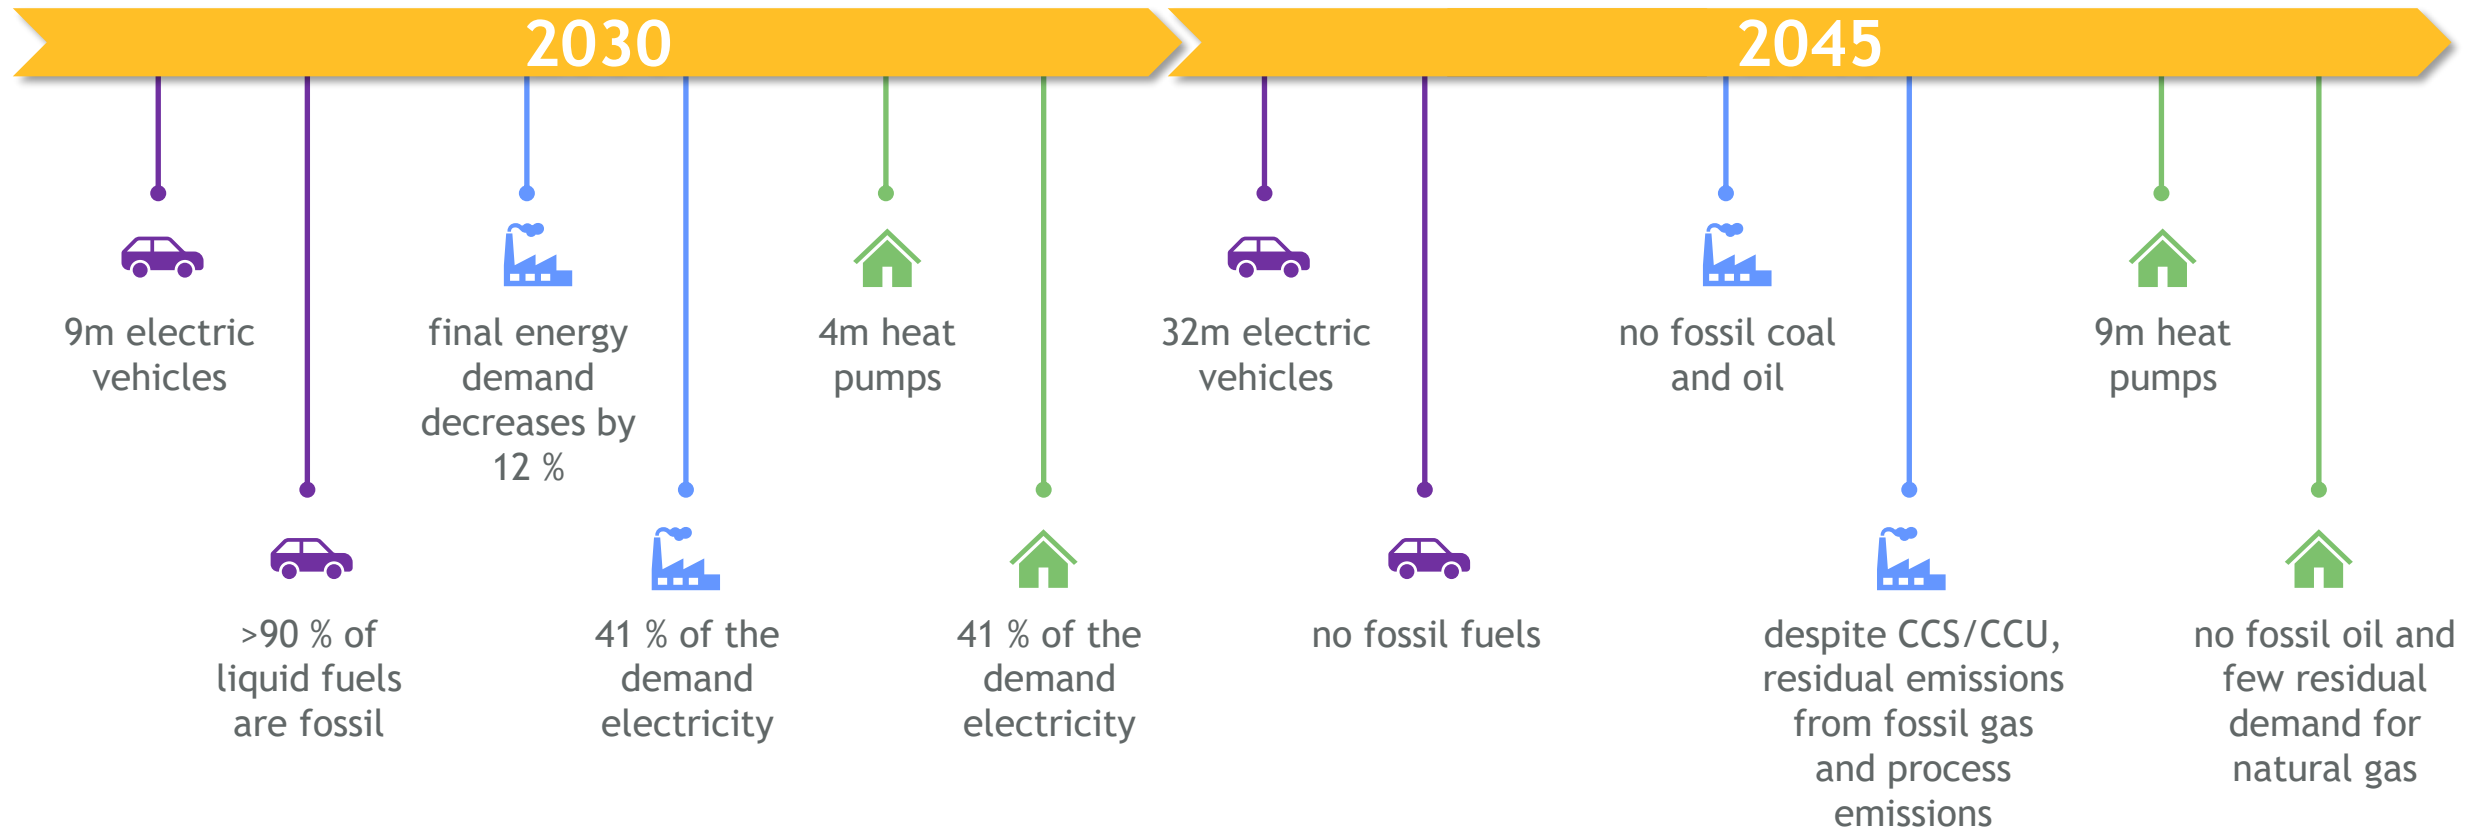 2030
2045
9m electric
vehicles
final energy
demand
decreases by
12 %
4m heat
pumps
32m electric
vehicles
no fossil coal
and oil
9m heat
pumps
>90 % of
liquid fuels
are fossil
41 % of the
demand
electricity
41 % of the
demand
electricity
no fossil fuels
despite CCS/CCU,
residual emissions
from fossil gas
and process
emissions
no fossil oil and
few residual
demand for
natural gas